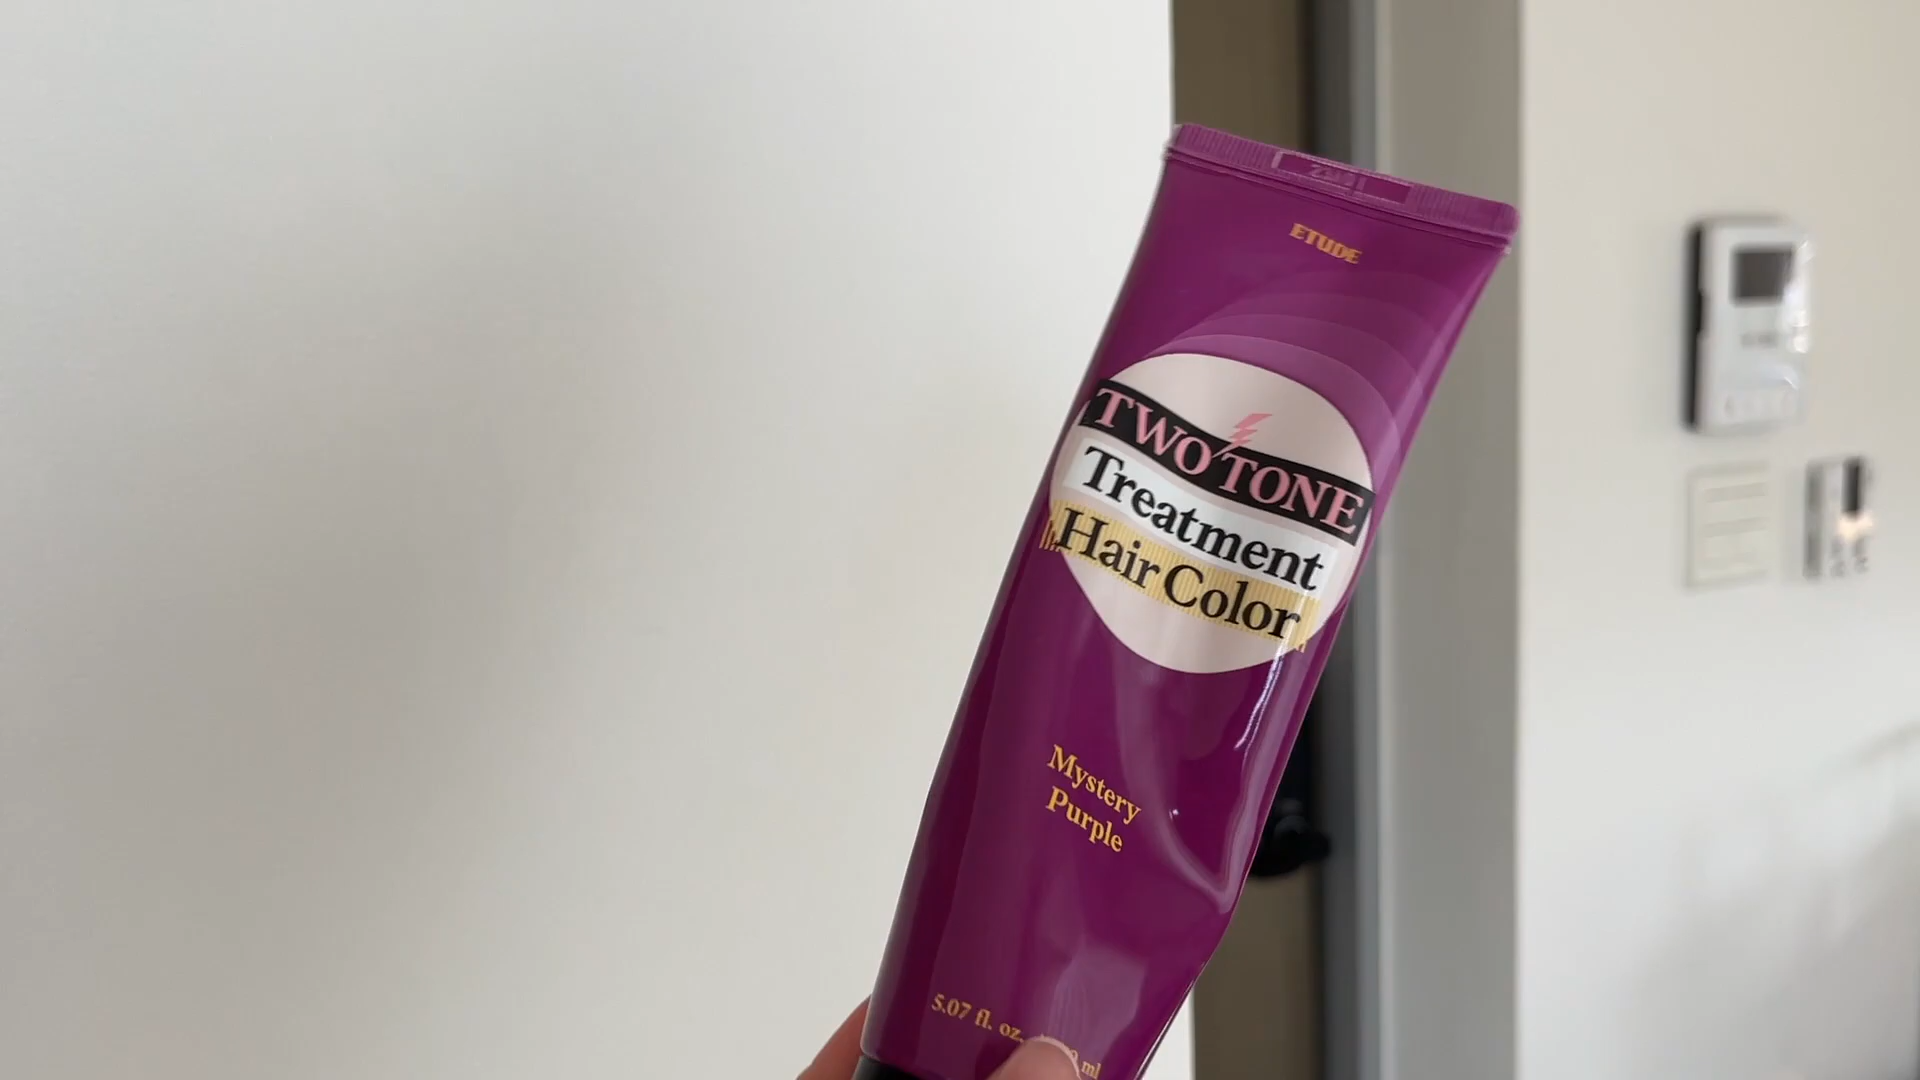 ETUDE
TWO TONE
Treatment
Hair Color
Mystery
Purple
5.07 fl. oz. ml